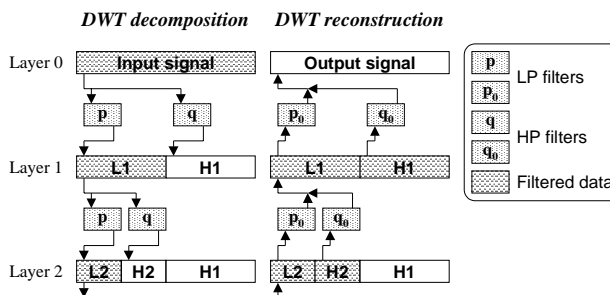 DWT decomposition DWT reconstruction
Layer 0 Input signal Output signal
p q p0 q0
Layer 1 L1 H1 L1 H1
p q p0 q0
Layer 2 L2 H2 H1 L2 H2 H1
p
p0
LP filters
q
q0
HP filters
Filtered data